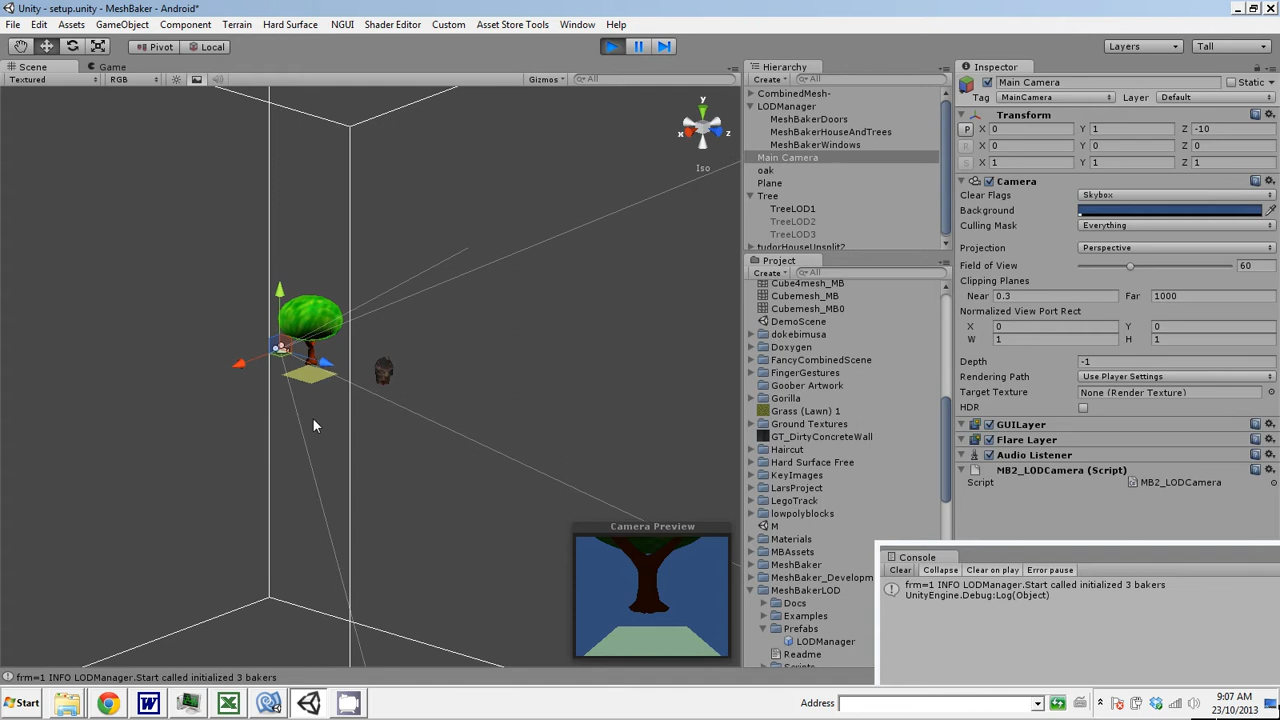 Unity - setup.unity - MeshBaker - Android*
File Edit Assets GameObject Component Terrain Hard Surface NGUI Shader Editor Custom Asset Store Tools Window Help
Pivot Local
Layers Tall
Scene Game
Textured RGB Gizmos All
y
x
z
Iso
Camera Preview
Hierarchy
Create All
CombinedMesh-
LODManager
MeshBakerDoors
MeshBakerHouseAndTrees
MeshBakerWindows
Main Camera
oak
Plane
Tree
TreeLOD1
TreeLOD2
TreeLOD3
tudorHouseUnsplit2
Project
Create All
Cube4mesh_MB
Cubemesh_MB
Cubemesh_MB0
DemoScene
dokebimusa
Doxygen
FancyCombinedScene
FingerGestures
Goober Artwork
Gorilla
Grass (Lawn) 1
Ground Textures
GT_DirtyConcreteWall
Haircut
Hard Surface Free
KeyImages
LarsProject
LegoTrack
lowpolyblocks
M
Materials
MBAssets
MeshBaker
MeshBaker_Developm
MeshBakerLOD
Docs
Examples
Prefabs
LODManager
Readme
Inspector
Main Camera Static
Tag MainCamera Layer Default
Transform
P X 0 Y 1 Z -10
R X 0 Y 0 Z 0
S X 1 Y 1 Z 1
Camera
Clear Flags Skybox
Background
Culling Mask Everything
Projection Perspective
Field of View 60
Clipping Planes
Near 0.3 Far 1000
Normalized View Port Rect
X 0 Y 0
W 1 H 1
Depth -1
Rendering Path Use Player Settings
Target Texture None (Render Texture)
HDR
GUILayer
Flare Layer
Audio Listener
MB2_LODCamera (Script)
Script MB2_LODCamera
Console
Clear Collapse Clear on play Error pause
frm=1 INFO LODManager.Start called initialized 3 bakers
UnityEngine.Debug:Log(Object)
frm=1 INFO LODManager.Start called initialized 3 bakers
Start
Address
9:07 AM
23/10/2013